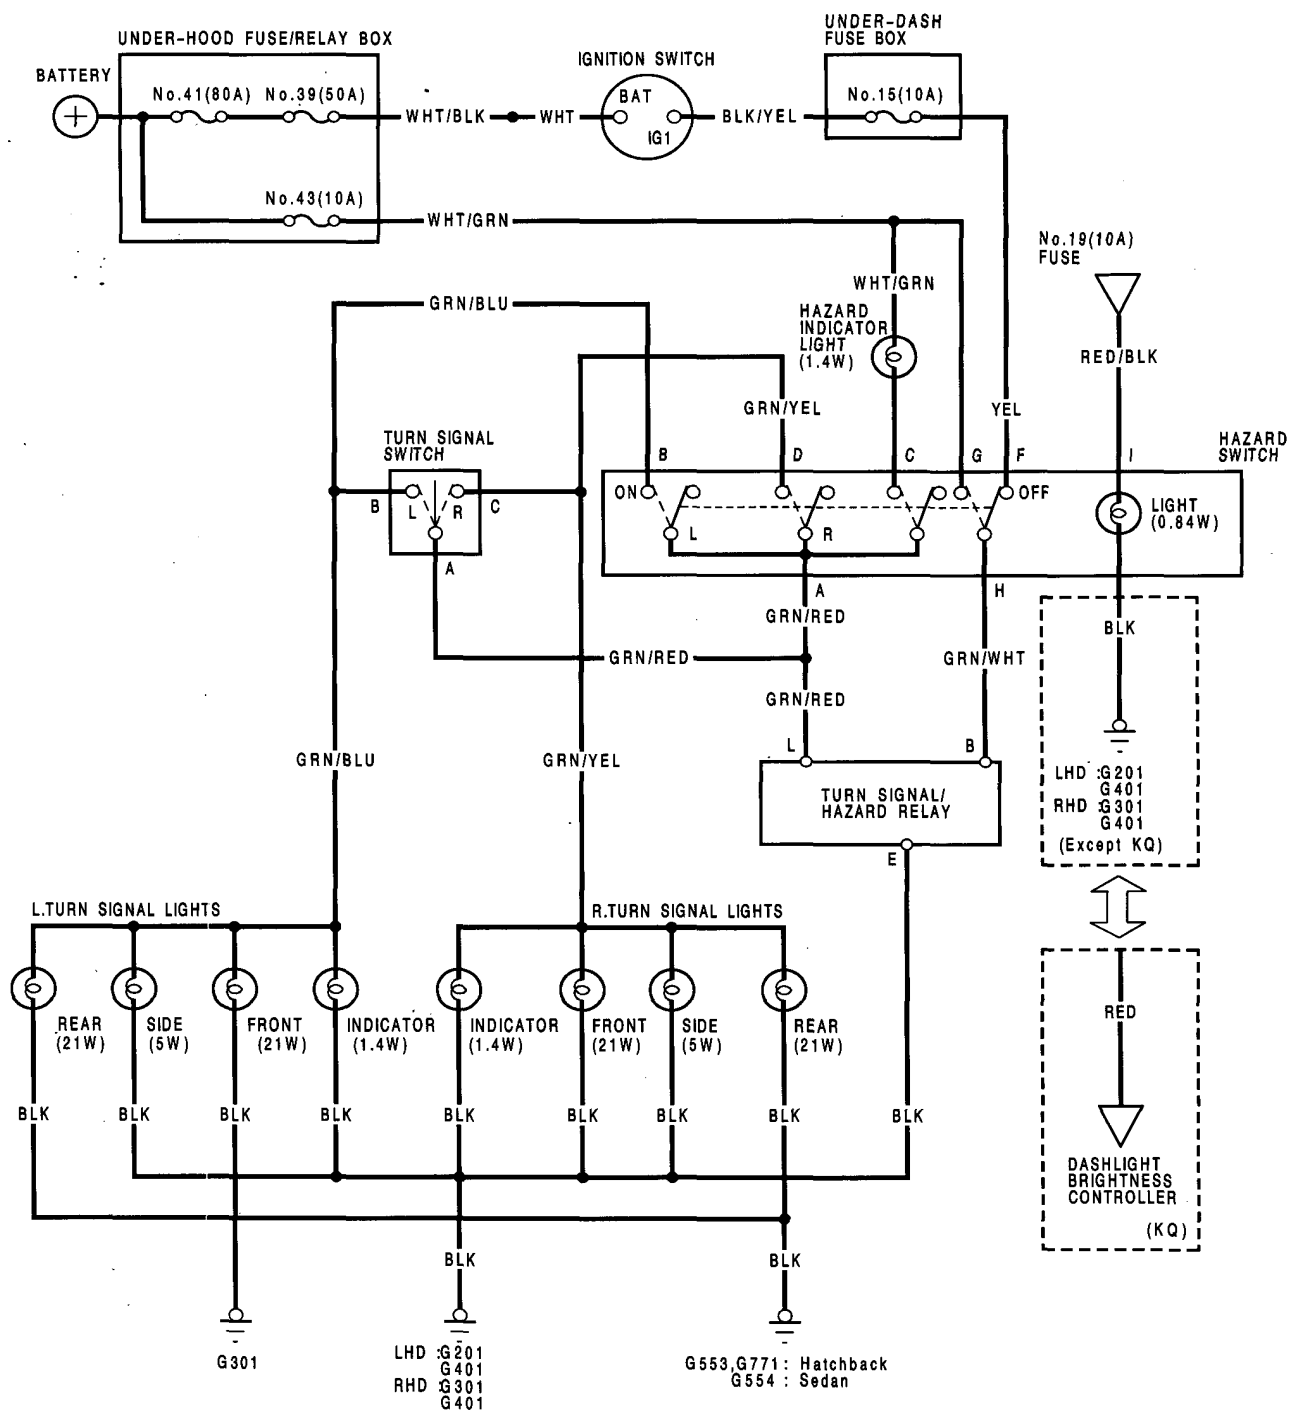 UNDER-DASH
FUSE BOX
UNDER-HOOD FUSE/RELAY BOX
IGNITION SWITCH
BATTERY
No.41(80A)
No.39(50A)
BAT
No.15(10A)
WHT/BLK
WHT
BLK/YEL
IG1
No.43(10A)
WHT/GRN
No.19(10A)
FUSE
WHT/GRN
GRN/BLU
HAZARD
INDICATOR
LIGHT
(1.4W)
RED/BLK
GRN/YEL
YEL
TURN SIGNAL
SWITCH
HAZARD
SWITCH
B
D
C
G
F
I
ON
OFF
B
L
R
C
LIGHT
(0.84W)
L
R
A
A
H
GRN/RED
BLK
GRN/RED
GRN/WHT
GRN/RED
L
B
GRN/BLU
GRN/YEL
TURN SIGNAL/
HAZARD RELAY
LHD :G201
G401
RHD :G301
G401
(Except KQ)
E
L.TURN SIGNAL LIGHTS
R.TURN SIGNAL LIGHTS
REAR
(21W)
SIDE
(5W)
FRONT
(21W)
INDICATOR
(1.4W)
INDICATOR
(1.4W)
FRONT
(21W)
SIDE
(5W)
REAR
(21W)
RED
BLK
BLK
BLK
BLK
BLK
BLK
BLK
BLK
BLK
DASHLIGHT
BRIGHTNESS
CONTROLLER
(KQ)
BLK
BLK
G301
LHD :G201
G401
RHD :G301
G401
G553,G771 : Hatchback
G554 : Sedan